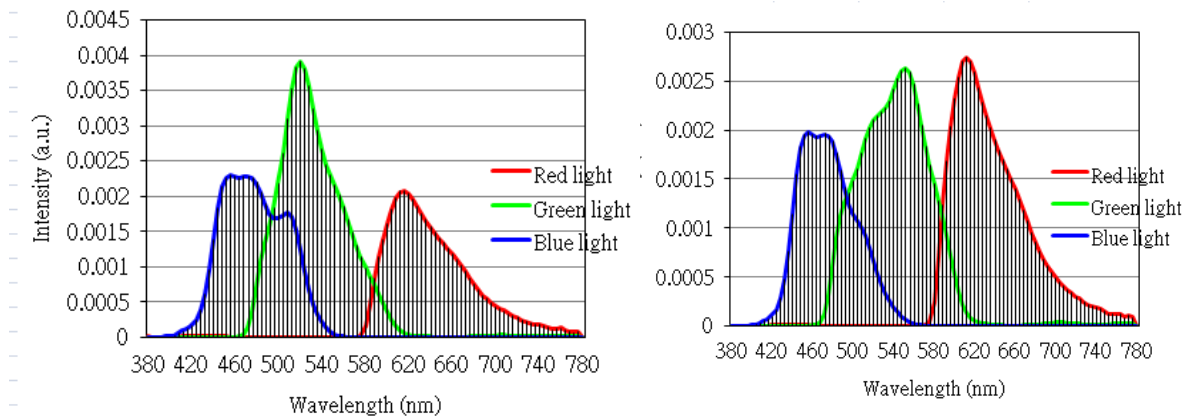 0.0045
0.004
0.0035
0.003
0.0025
0.002
0.0015
0.001
0.0005
0
Intensity (a.u.)
380 420 460 500 540 580 620 660 700 740 780
Wavelength (nm)
Red light
Green light
Blue light
0.003
0.0025
0.002
0.0015
0.001
0.0005
0
380 420 460 500 540 580 620 660 700 740 780
Wavelength (nm)
Red light
Green light
Blue light